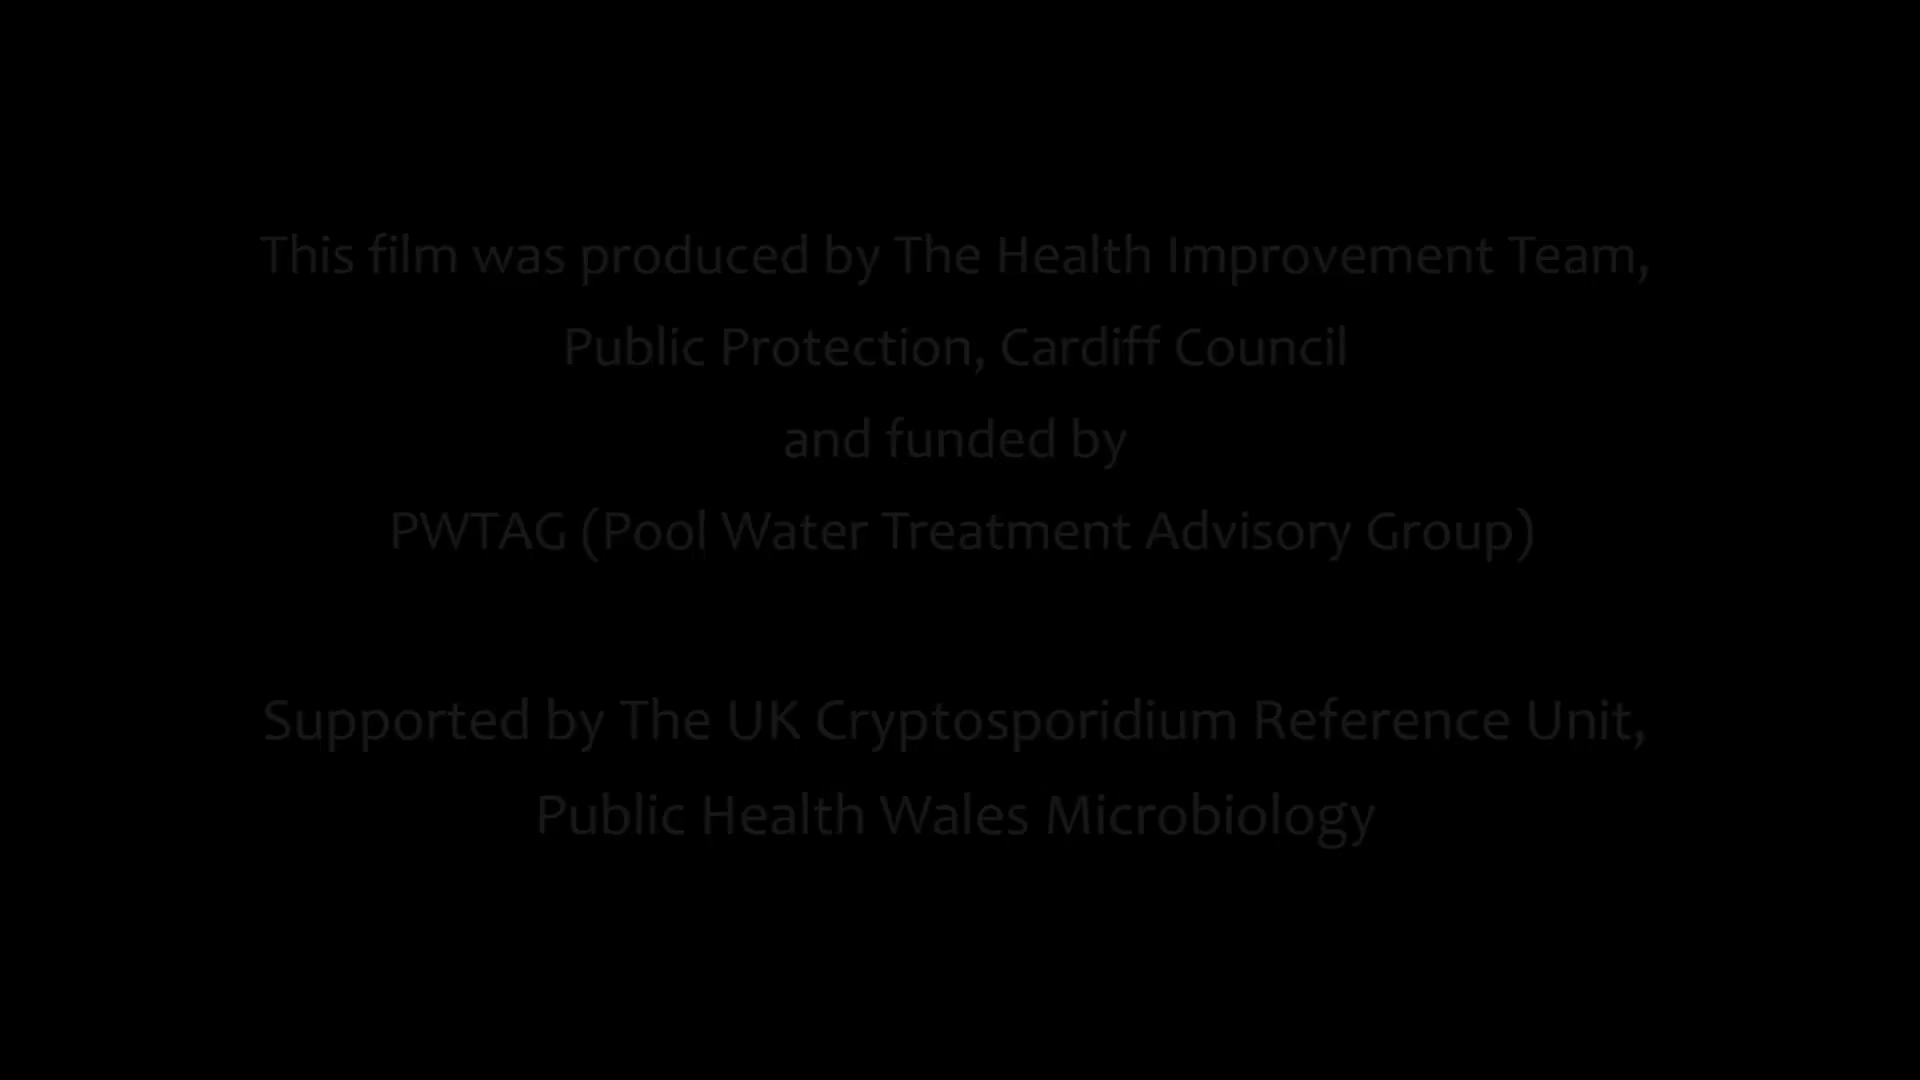 This film was produced by The Health Improvement Team,
Public Protection, Cardiff Council
and funded by
PWTAG (Pool Water Treatment Advisory Group)
Supported by The UK Cryptosporidium Reference Unit,
Public Health Wales Microbiology